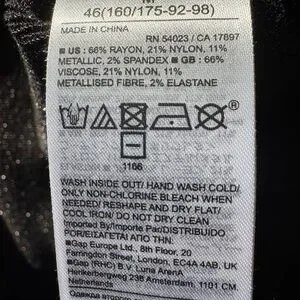 M
46(160/175-92-98)
MADE IN CHINA
RN 54023 / CA 17897
■ US : 66% RAYON, 21% NYLON, 11%
METALLIC, 2% SPANDEX ■ GB : 66%
VISCOSE, 21% NYLON, 11%
METALLISED FIBRE, 2% ELASTANE
®
1166
WASH INSIDE OUT/ HAND WASH COLD/
ONLY NON-CHLORINE BLEACH WHEN
NEEDED/ RESHAPE AND DRY FLAT/
COOL IRON/ DO NOT DRY CLEAN
Imported By/Importe Par/DISTRIBUIDO
POR/ΕΙΣΑΓΕΤΑΙ ΑΠΟ ΤΗΝ:
■Gap Europe Ltd., 8th Floor, 20
Farringdon Street, London, EC4A 4AB, UK
■Gap (RHC) B.V. Luna ArenA
Herikerbergweg 238 Amsterdam, 1101 CM
Netherlands